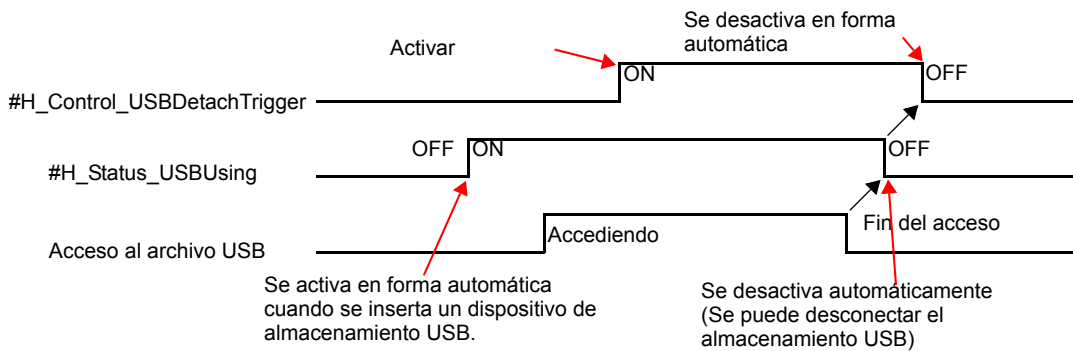 Activar
Se desactiva en forma
automática
ON
OFF
#H_Control_USBDetachTrigger
OFF
ON
OFF
#H_Status_USBUsing
Accediendo
Fin del acceso
Acceso al archivo USB
Se activa en forma automática
cuando se inserta un dispositivo de
almacenamiento USB.
Se desactiva automáticamente
(Se puede desconectar el
almacenamiento USB)